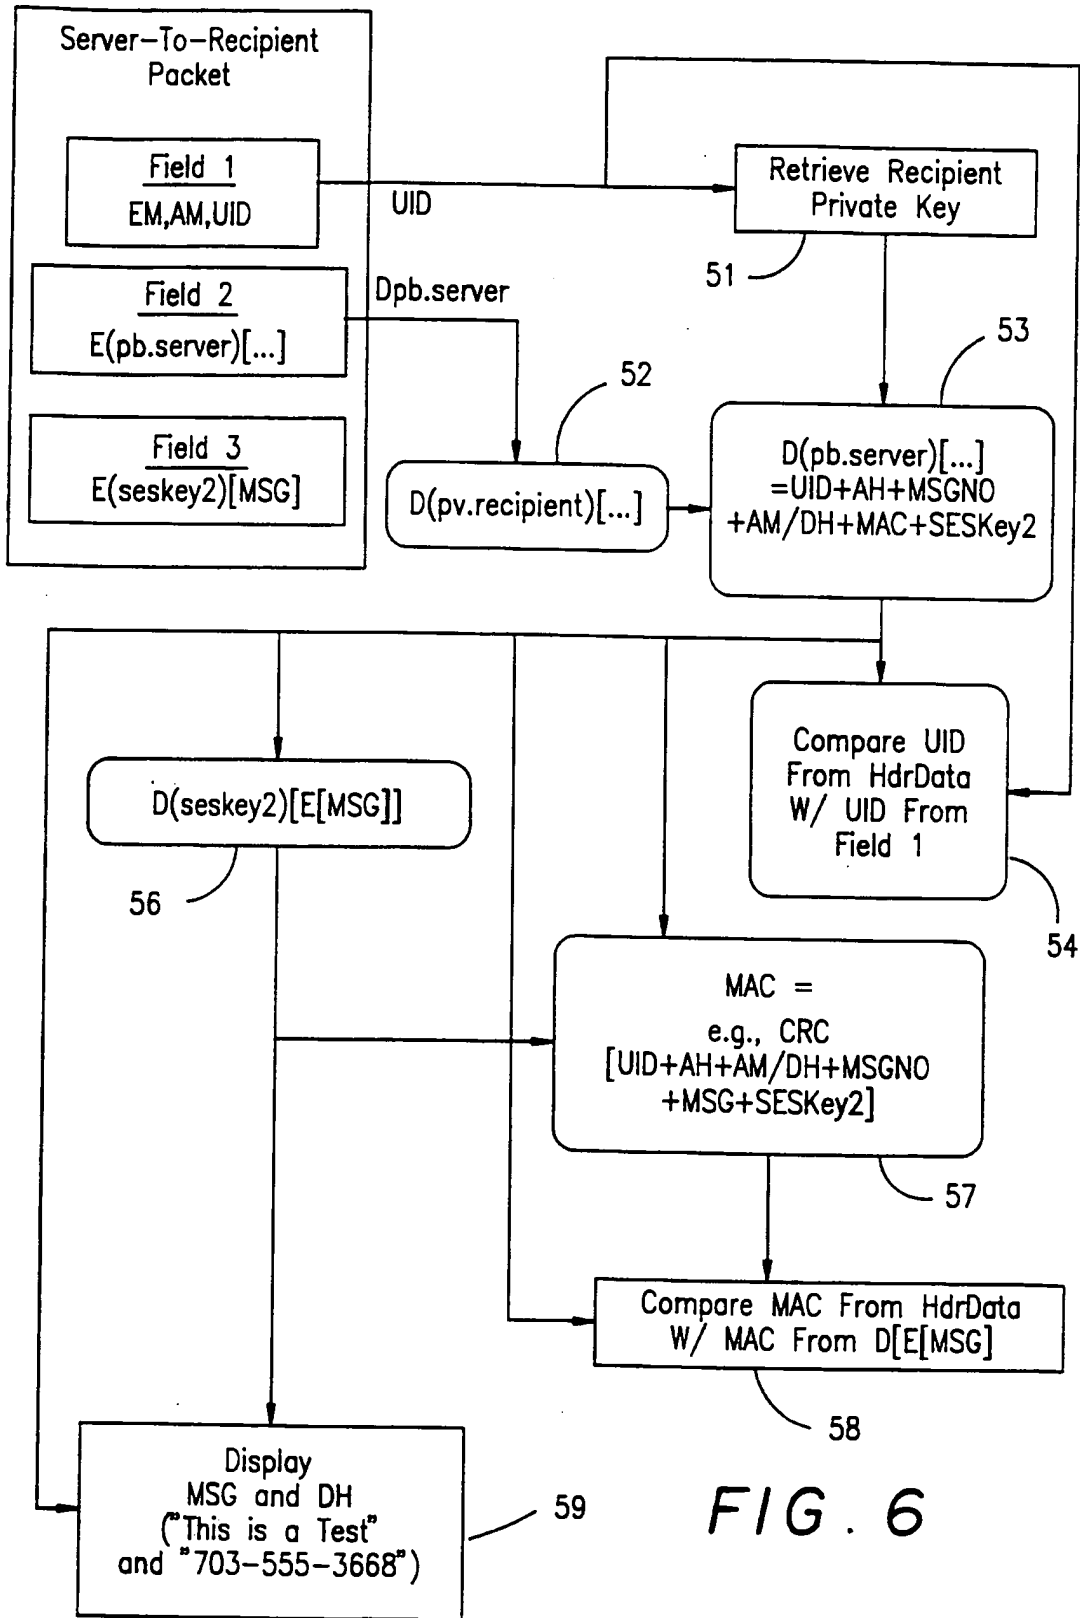 Server-To-Recipient
Packet
Field 1
EM,AM,UID
UID
Retrieve Recipient
Private Key
51
Field 2
E(pb.server)[...]
Dpb.server
52
53
Field 3
E(seskey2)[MSG]
D(pv.recipient)[...]
D(pb.server)[...]
=UID+AH+MSGNO
+AM/DH+MAC+SESKey2
Compare UID
From HdrData
W/ UID From
Field 1
54
D(seskey2)[E[MSG]]
56
MAC =
e.g., CRC
[UID+AH+AM/DH+MSGNO
+MSG+SESKey2]
57
Compare MAC From HdrData
W/ MAC From D[E[MSG]
58
Display
MSG and DH
("This is a Test"
and "703-555-3668")
59
FIG. 6